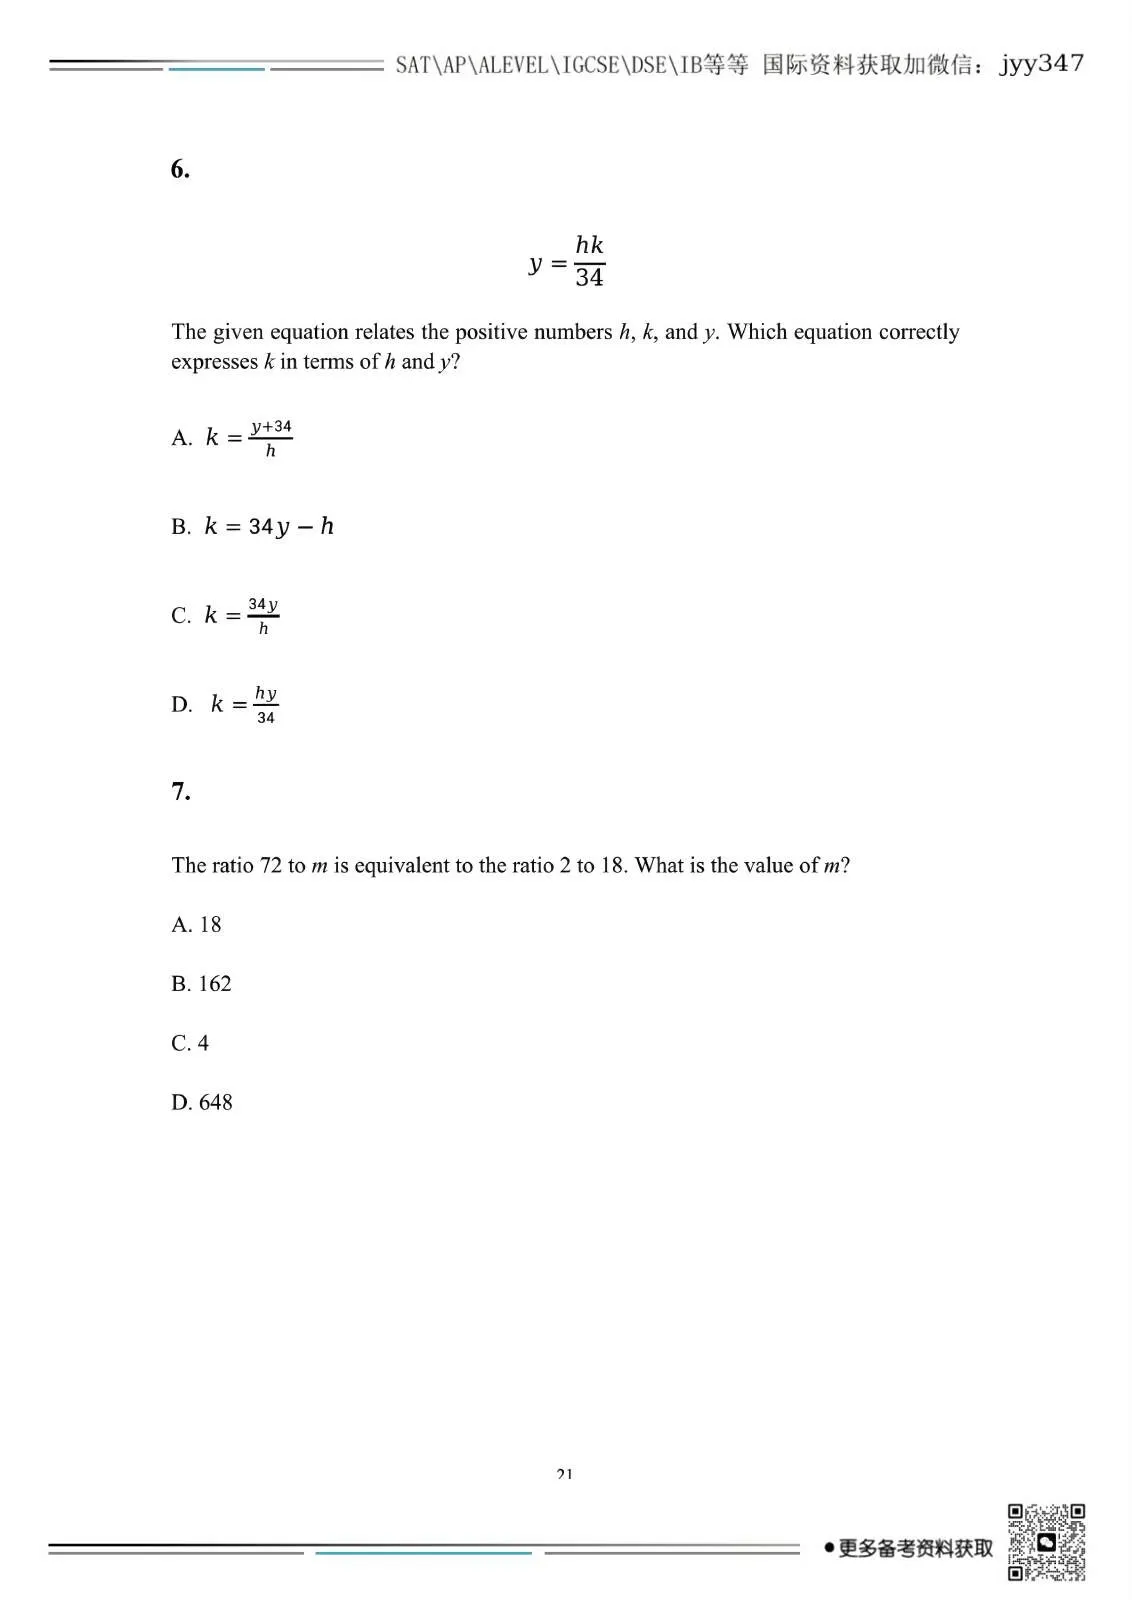 SAT\AP\ALEVEL\IGCSE\DSE\IB等等 国际资料获取加微信: jyy347
6.
y = hk/34
The given equation relates the positive numbers h, k, and y. Which equation correctly
expresses k in terms of h and y?
A. k = y+34/h
B. k = 34y − h
C. k = 34y/h
D. k = hy/34
7.
The ratio 72 to m is equivalent to the ratio 2 to 18. What is the value of m?
A. 18
B. 162
C. 4
D. 648
21
●更多备考资料获取